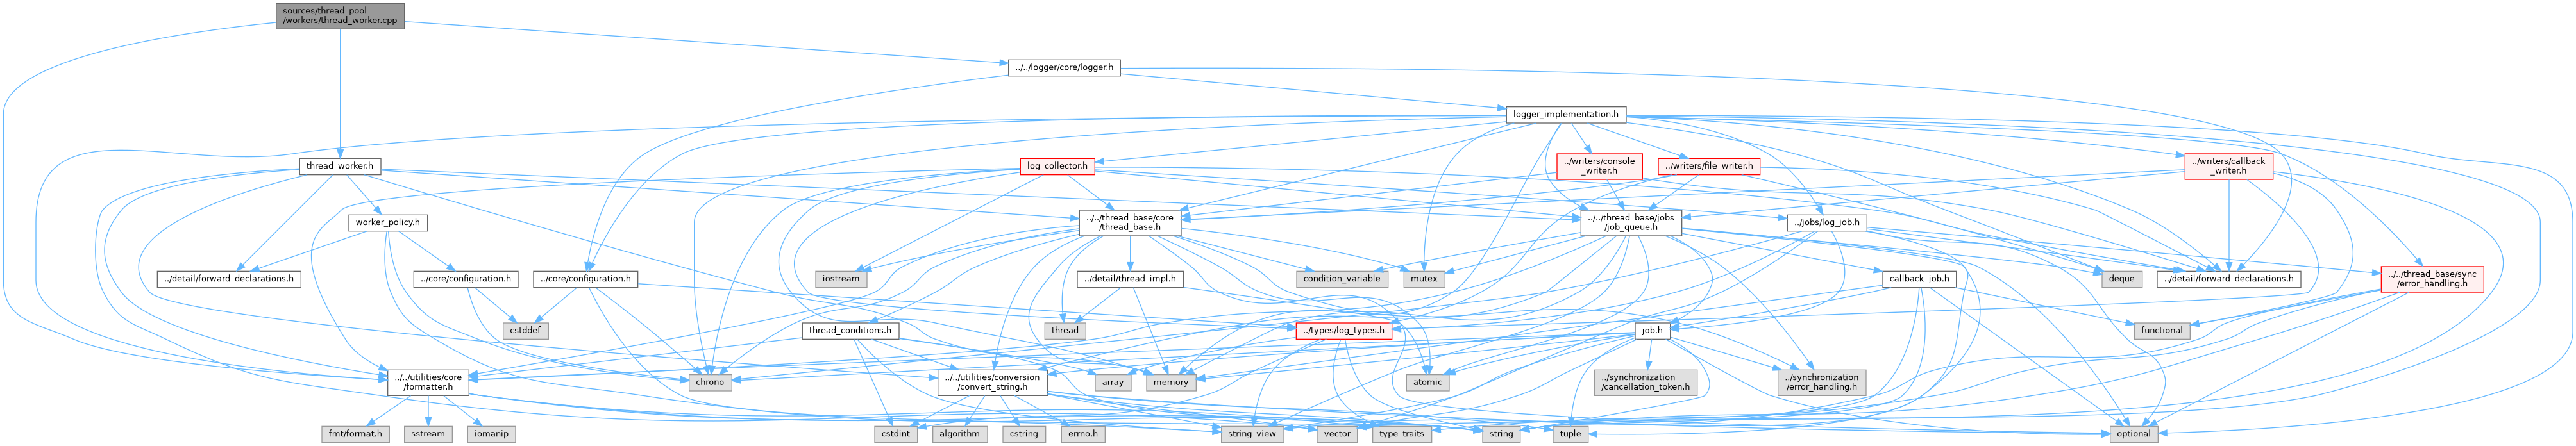 sources/thread_pool
/workers/thread_worker.cpp
../../logger/core/logger.h
logger_implementation.h
thread_worker.h
log_collector.h
../writers/console
_writer.h
../writers/file_writer.h
../writers/callback
_writer.h
worker_policy.h
../../thread_base/core
/thread_base.h
../../thread_base/jobs
/job_queue.h
../jobs/log_job.h
../detail/forward_declarations.h
../core/configuration.h
../core/configuration.h
iostream
../detail/thread_impl.h
condition_variable
mutex
callback_job.h
deque
../detail/forward_declarations.h
../../thread_base/sync
/error_handling.h
cstddef
thread_conditions.h
thread
../types/log_types.h
job.h
functional
../../utilities/core
/formatter.h
chrono
../../utilities/conversion
/convert_string.h
array
memory
atomic
../synchronization
/cancellation_token.h
../synchronization
/error_handling.h
fmt/format.h
sstream
iomanip
cstdint
algorithm
cstring
errno.h
string_view
vector
type_traits
string
tuple
optional